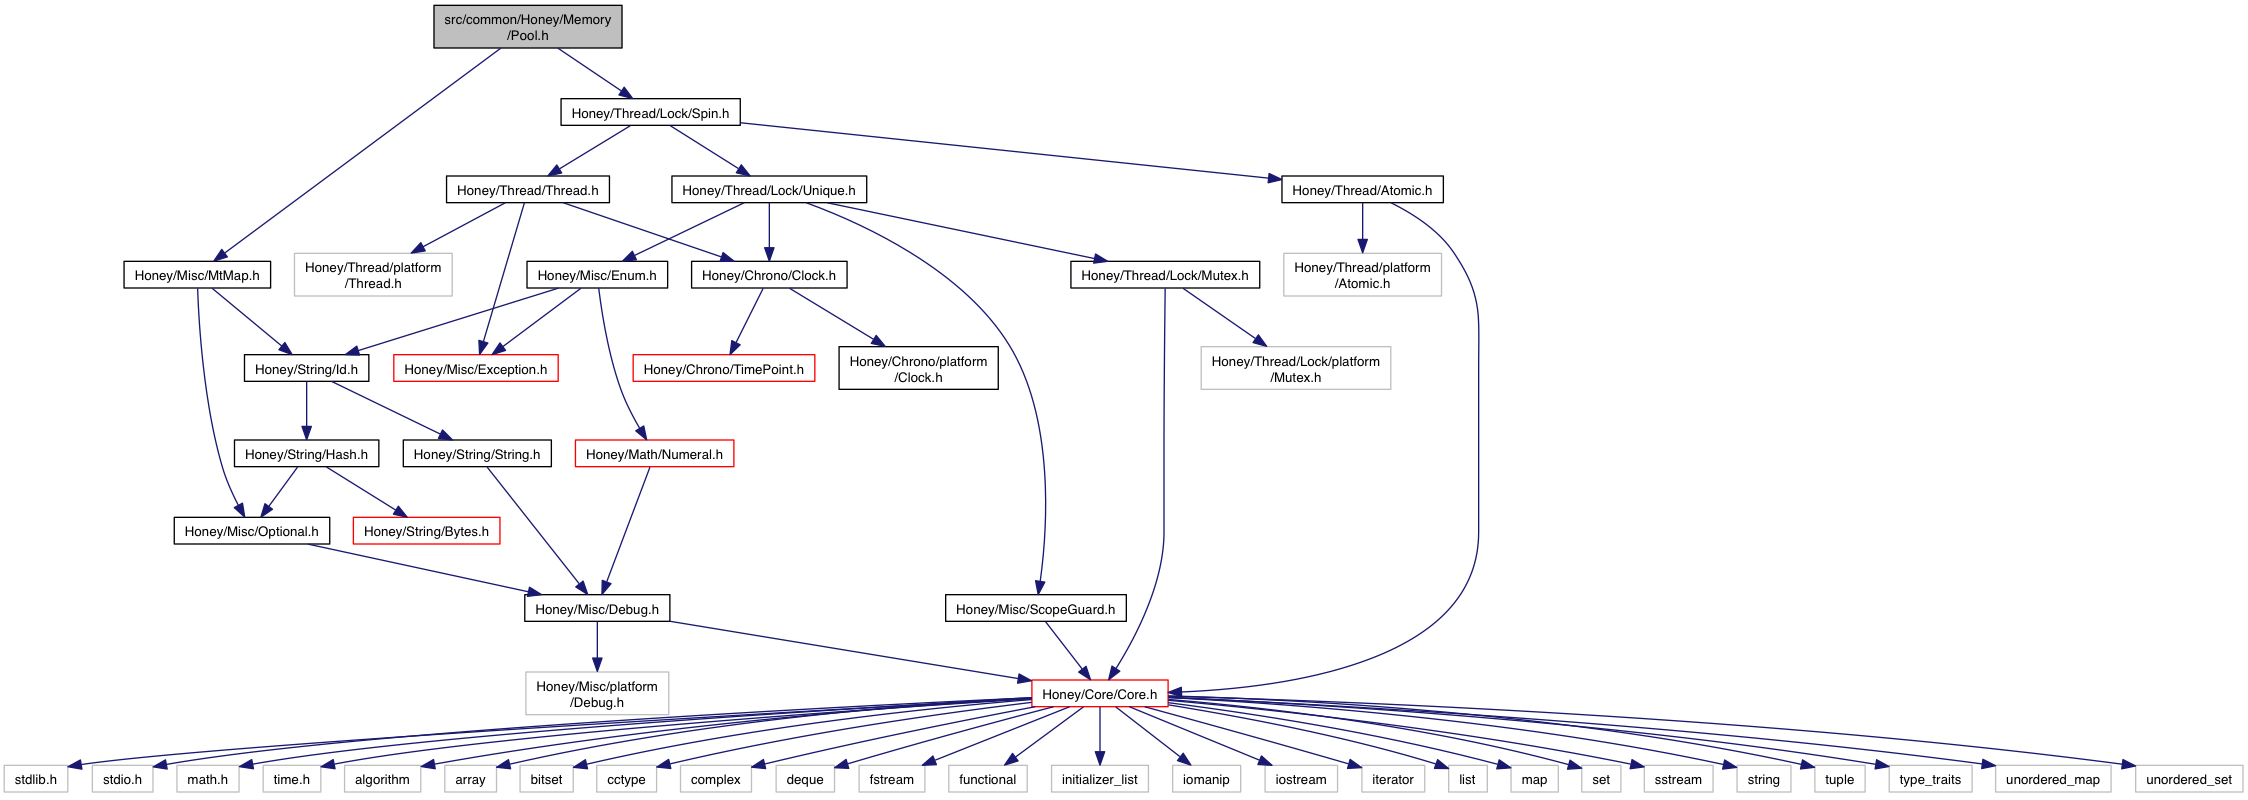 src/common/Honey/Memory
/Pool.h
Honey/Thread/Lock/Spin.h
Honey/Thread/Thread.h
Honey/Thread/Lock/Unique.h
Honey/Thread/Atomic.h
Honey/Misc/MtMap.h
Honey/Thread/platform
/Thread.h
Honey/Misc/Enum.h
Honey/Chrono/Clock.h
Honey/Thread/Lock/Mutex.h
Honey/Thread/platform
/Atomic.h
Honey/String/Id.h
Honey/Misc/Exception.h
Honey/Chrono/TimePoint.h
Honey/Chrono/platform
/Clock.h
Honey/Thread/Lock/platform
/Mutex.h
Honey/String/Hash.h
Honey/String/String.h
Honey/Math/Numeral.h
Honey/Misc/Optional.h
Honey/String/Bytes.h
Honey/Misc/Debug.h
Honey/Misc/ScopeGuard.h
Honey/Misc/platform
/Debug.h
Honey/Core/Core.h
stdlib.h
stdio.h
math.h
time.h
algorithm
array
bitset
cctype
complex
deque
fstream
functional
initializer_list
iomanip
iostream
iterator
list
map
set
sstream
string
tuple
type_traits
unordered_map
unordered_set